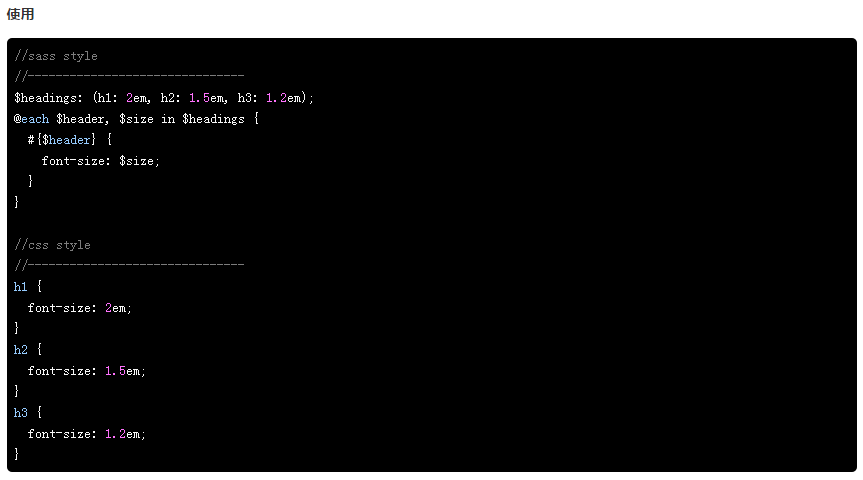 使用
//sass style
//-------------------------------
$headings: (h1: 2em, h2: 1.5em, h3: 1.2em);
@each $header, $size in $headings {
  #{$header} {
    font-size: $size;
  }
}
//css style
//-------------------------------
h1 {
  font-size: 2em;
}
h2 {
  font-size: 1.5em;
}
h3 {
  font-size: 1.2em;
}